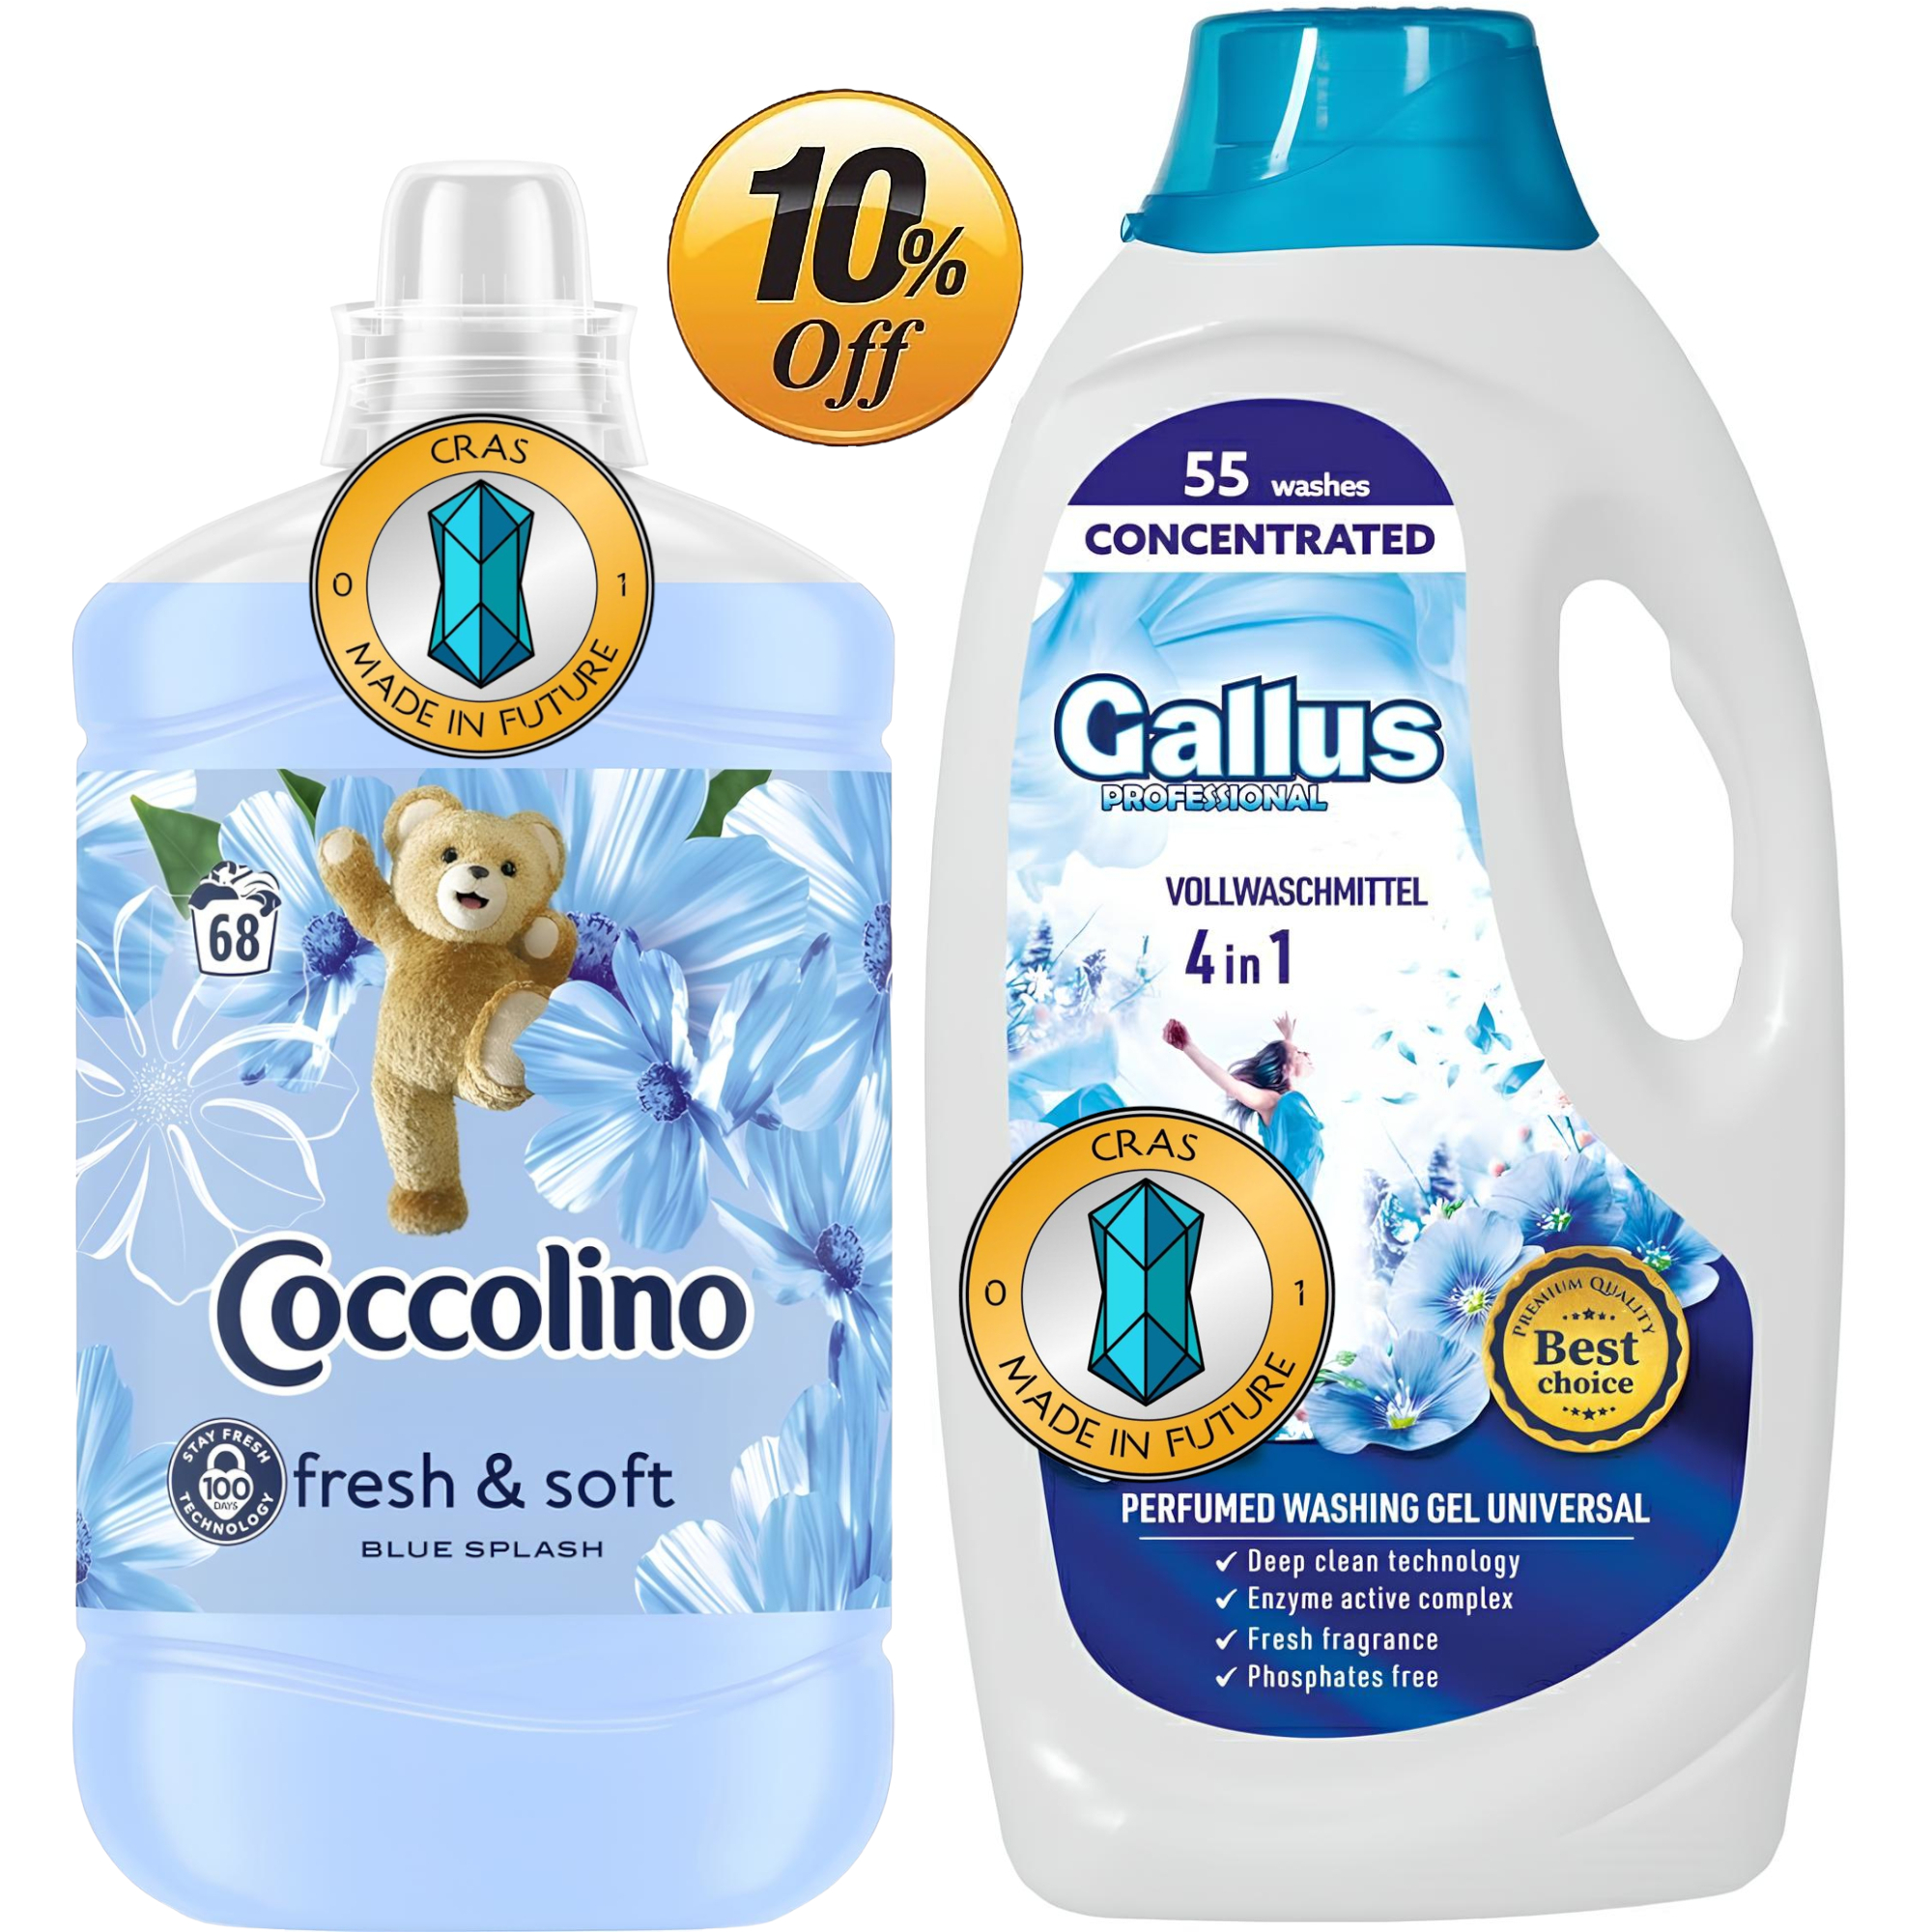 10%
Off
CRAS
0 1
MADE IN FUTURE
68
Coccolino
STAY FRESH
100
DAYS
TECHNOLOGY
fresh & soft
BLUE SPLASH
55 washes
CONCENTRATED
Gallus
PROFESSIONAL
VOLLWASCHMITTEL
4 in 1
CRAS
0 1
MADE IN FUTURE
PREMIUM QUALITY
Best
choice
PERFUMED WASHING GEL UNIVERSAL
✓ Deep clean technology
✓ Enzyme active complex
✓ Fresh fragrance
✓ Phosphates free